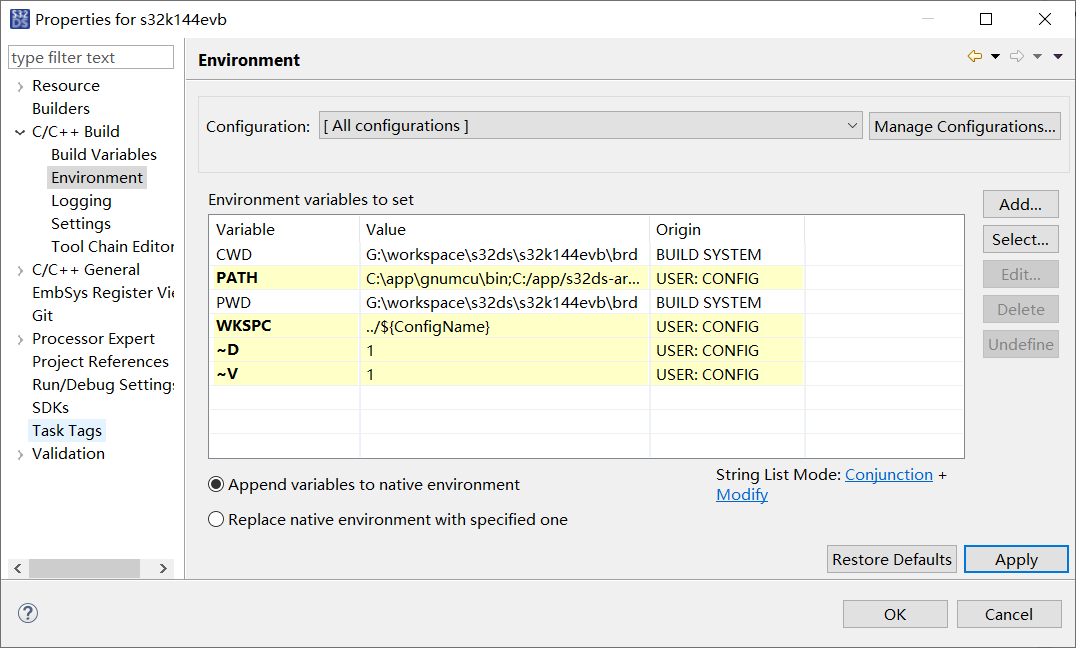 S32
DS
Properties for s32k144evb
type filter text
Resource
Builders
C/C++ Build
Build Variables
Environment
Logging
Settings
Tool Chain Editor
C/C++ General
EmbSys Register Vie
Git
Processor Expert
Project References
Run/Debug Settings
SDKs
Task Tags
Validation
Environment
Configuration: [ All configurations ] Manage Configurations...
Environment variables to set
Variable Value Origin
CWD G:\workspace\s32ds\s32k144evb\brd BUILD SYSTEM
PATH C:\app\gnumcu\bin;C:/app/s32ds-ar... USER: CONFIG
PWD G:\workspace\s32ds\s32k144evb\brd BUILD SYSTEM
WKSPC ../${ConfigName} USER: CONFIG
~D 1 USER: CONFIG
~V 1 USER: CONFIG
Add...
Select...
Edit...
Delete
Undefine
Append variables to native environment
Replace native environment with specified one
String List Mode: Conjunction +
Modify
Restore Defaults Apply
? OK Cancel